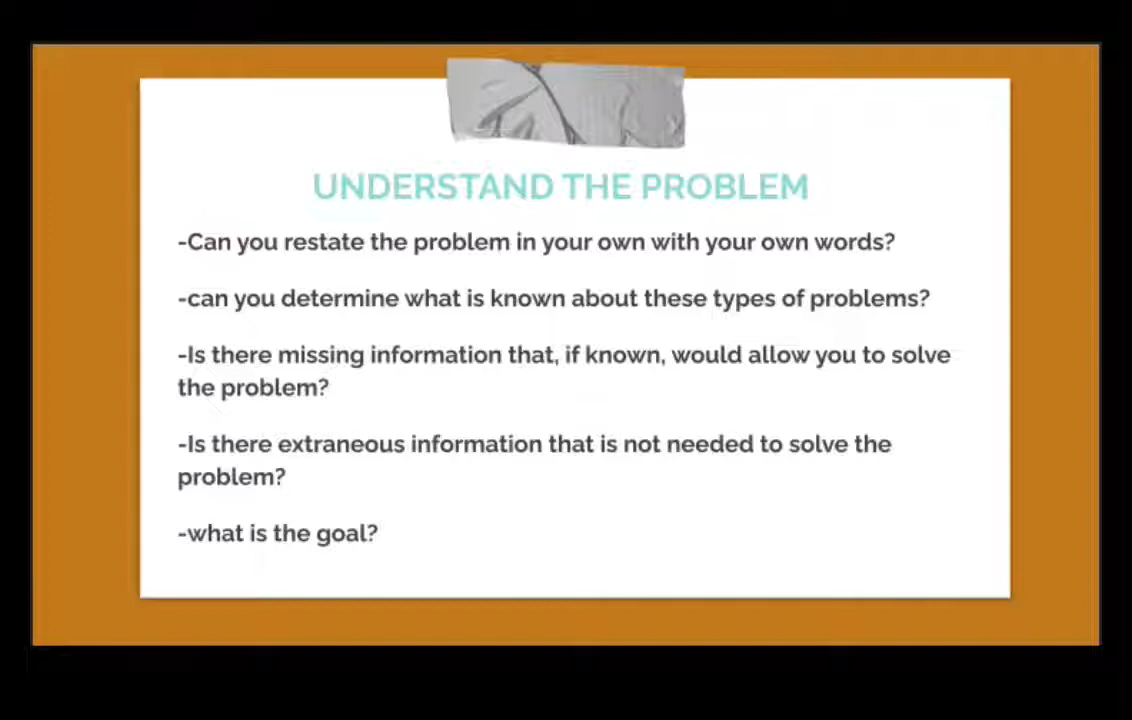 UNDERSTAND THE PROBLEM
-Can you restate the problem in your own with your own words?
-can you determine what is known about these types of problems?
-Is there missing information that, if known, would allow you to solve
the problem?
-Is there extraneous information that is not needed to solve the
problem?
-what is the goal?